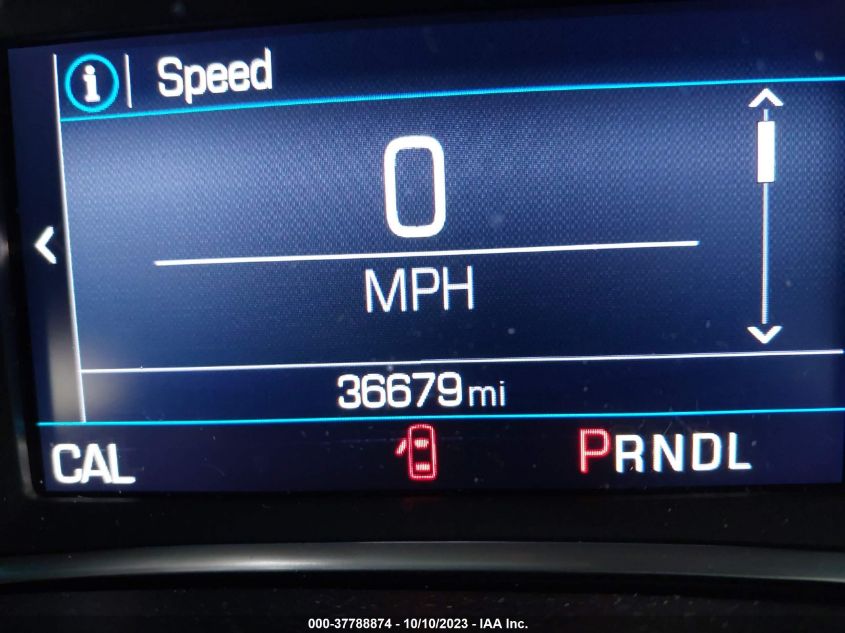 i Speed
0
MPH
36679 mi
CAL PRNDL
000-37788874 - 10/10/2023 - IAA Inc.